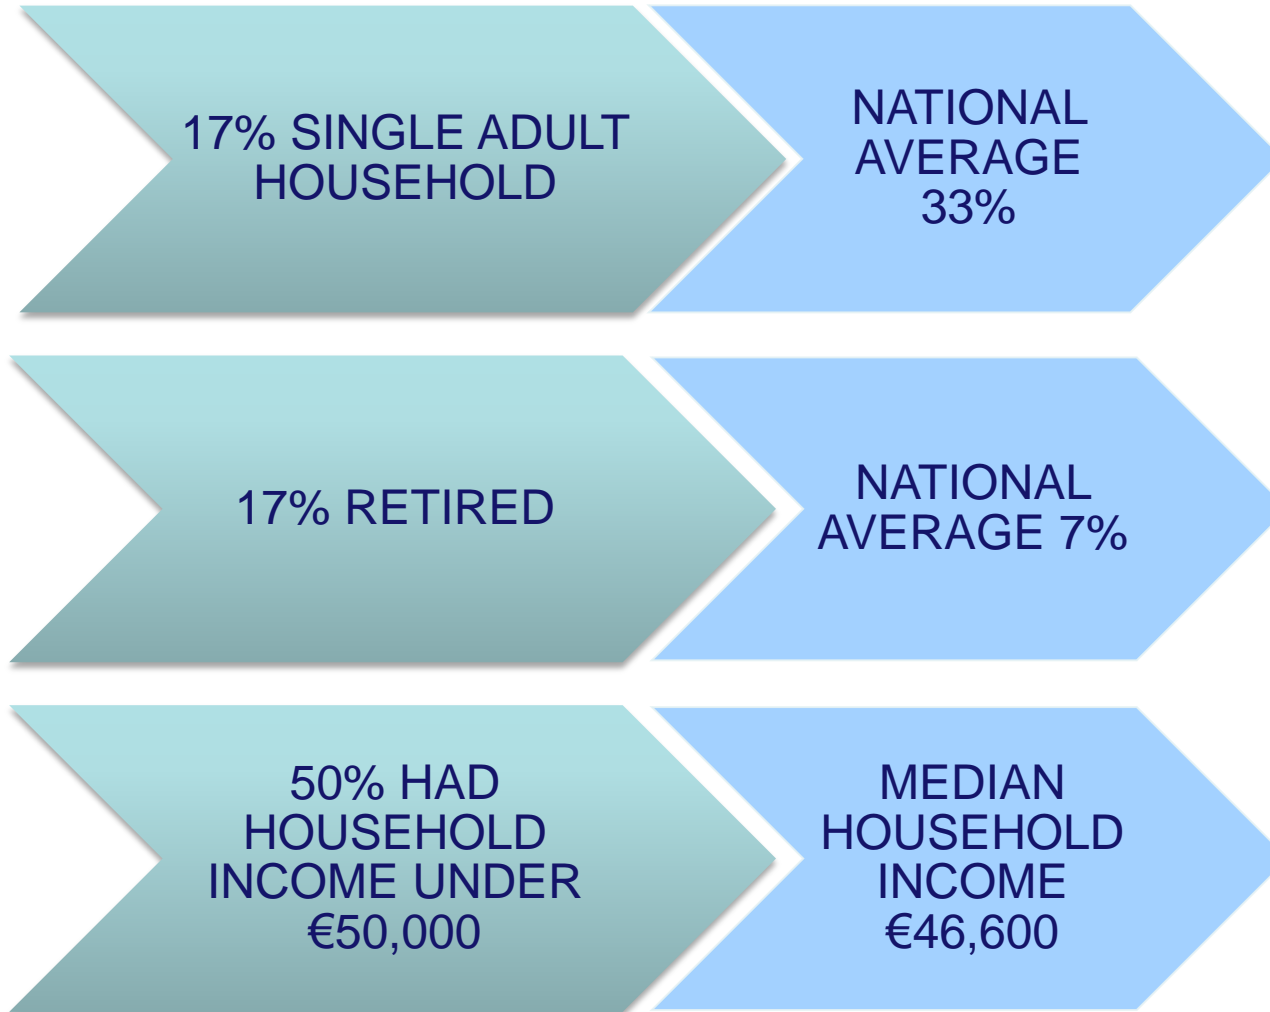 17% SINGLE ADULT
HOUSEHOLD
NATIONAL
AVERAGE
33%
17% RETIRED
NATIONAL
AVERAGE 7%
50% HAD
HOUSEHOLD
INCOME UNDER
€50,000
MEDIAN
HOUSEHOLD
INCOME
€46,600